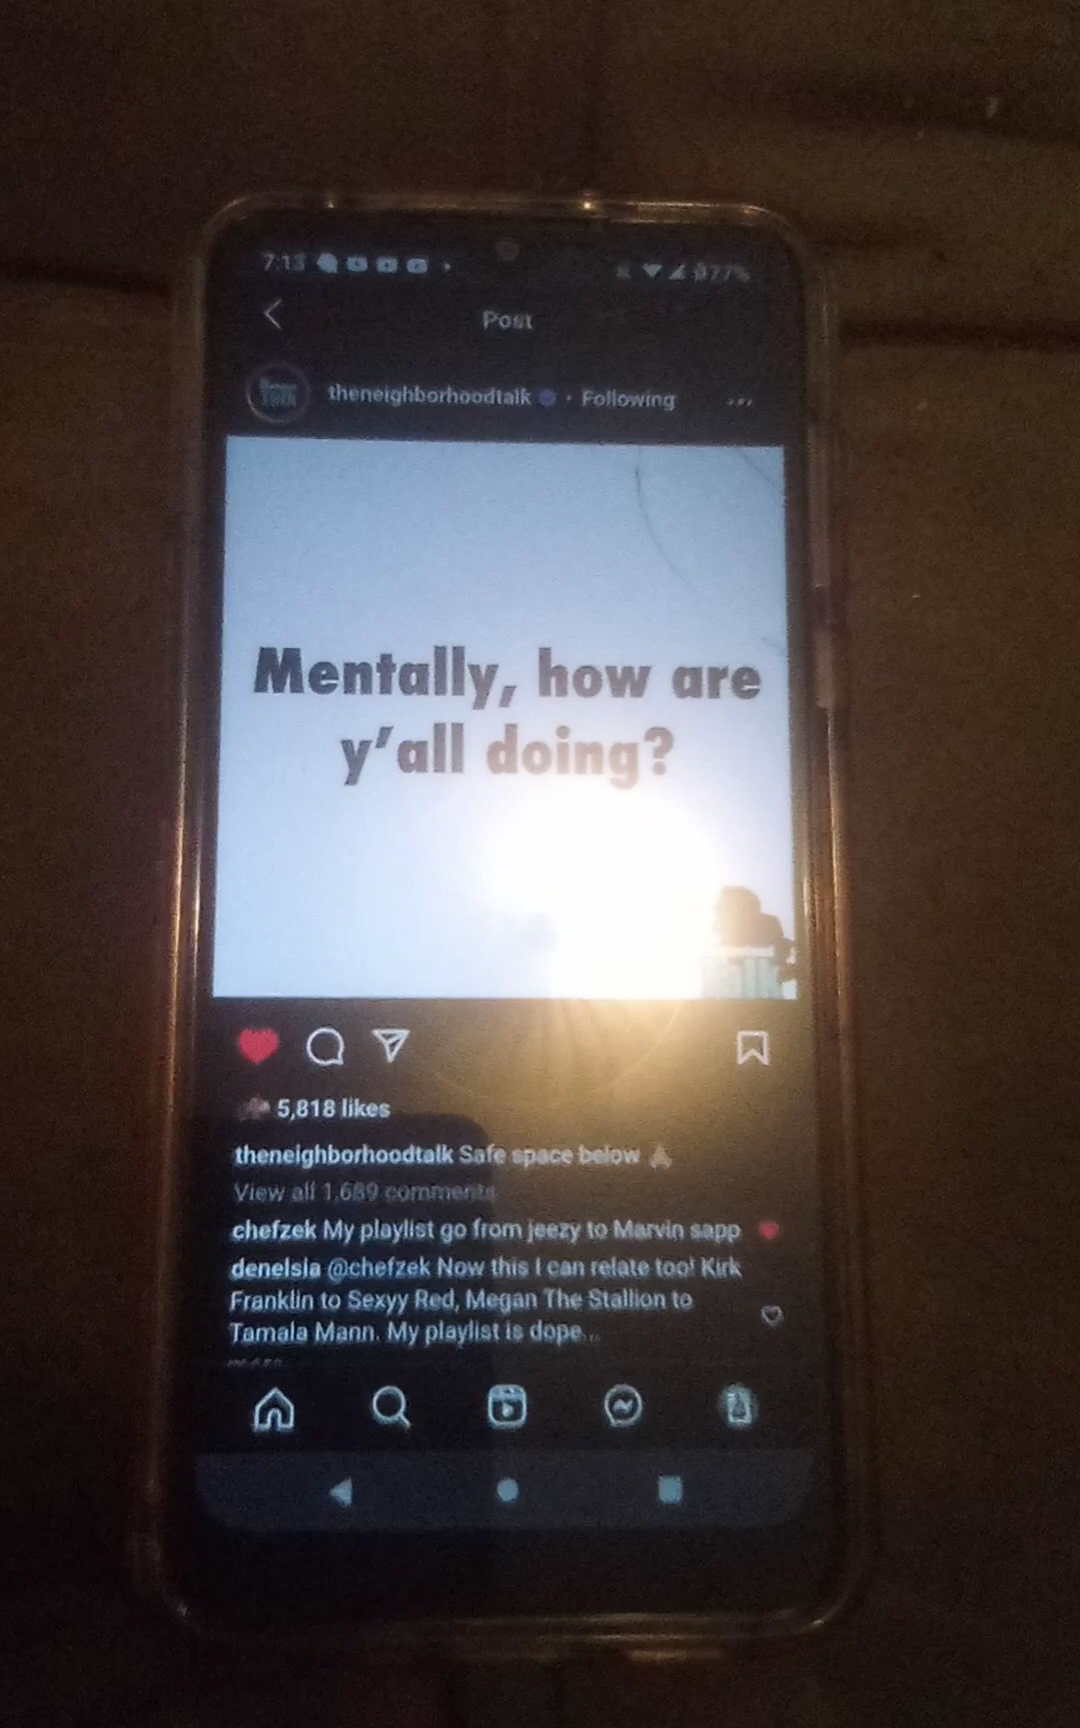 7:13
77%
Post
theneighborhoodtalk • Following
Mentally, how are
y'all doing?
5,818 likes
theneighborhoodtalk Safe space below
View all 1,689 comments
chefzek My playlist go from jeezy to Marvin sapp
denelsia @chefzek Now this I can relate too! Kirk
Franklin to Sexyy Red, Megan The Stallion to
Tamala Mann. My playlist is dope...